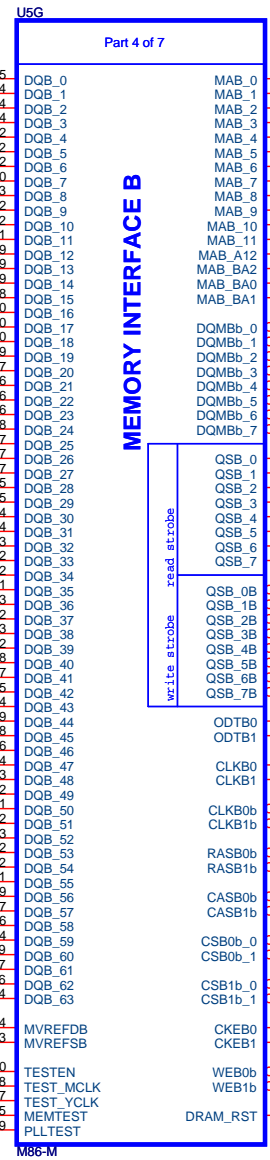 U5G
Part 4 of 7
MEMORY INTERFACE B
DQB_0
DQB_1
DQB_2
DQB_3
DQB_4
DQB_5
DQB_6
DQB_7
DQB_8
DQB_9
DQB_10
DQB_11
DQB_12
DQB_13
DQB_14
DQB_15
DQB_16
DQB_17
DQB_18
DQB_19
DQB_20
DQB_21
DQB_22
DQB_23
DQB_24
DQB_25
DQB_26
DQB_27
DQB_28
DQB_29
DQB_30
DQB_31
DQB_32
DQB_33
DQB_34
DQB_35
DQB_36
DQB_37
DQB_38
DQB_39
DQB_40
DQB_41
DQB_42
DQB_43
DQB_44
DQB_45
DQB_46
DQB_47
DQB_48
DQB_49
DQB_50
DQB_51
DQB_52
DQB_53
DQB_54
DQB_55
DQB_56
DQB_57
DQB_58
DQB_59
DQB_60
DQB_61
DQB_62
DQB_63
MVREFDB
MVREFSB
TESTEN
TEST_MCLK
TEST_YCLK
MEMTEST
PLLTEST
MAB_0
MAB_1
MAB_2
MAB_3
MAB_4
MAB_5
MAB_6
MAB_7
MAB_8
MAB_9
MAB_10
MAB_11
MAB_A12
MAB_BA2
MAB_BA0
MAB_BA1
DQMBb_0
DQMBb_1
DQMBb_2
DQMBb_3
DQMBb_4
DQMBb_5
DQMBb_6
DQMBb_7
read strobe
QSB_0
QSB_1
QSB_2
QSB_3
QSB_4
QSB_5
QSB_6
QSB_7
write strobe
QSB_0B
QSB_1B
QSB_2B
QSB_3B
QSB_4B
QSB_5B
QSB_6B
QSB_7B
ODTB0
ODTB1
CLKB0
CLKB1
CLKB0b
CLKB1b
RASB0b
RASB1b
CASB0b
CASB1b
CSB0b_0
CSB0b_1
CSB1b_0
CSB1b_1
CKEB0
CKEB1
WEB0b
WEB1b
DRAM_RST
M86-M